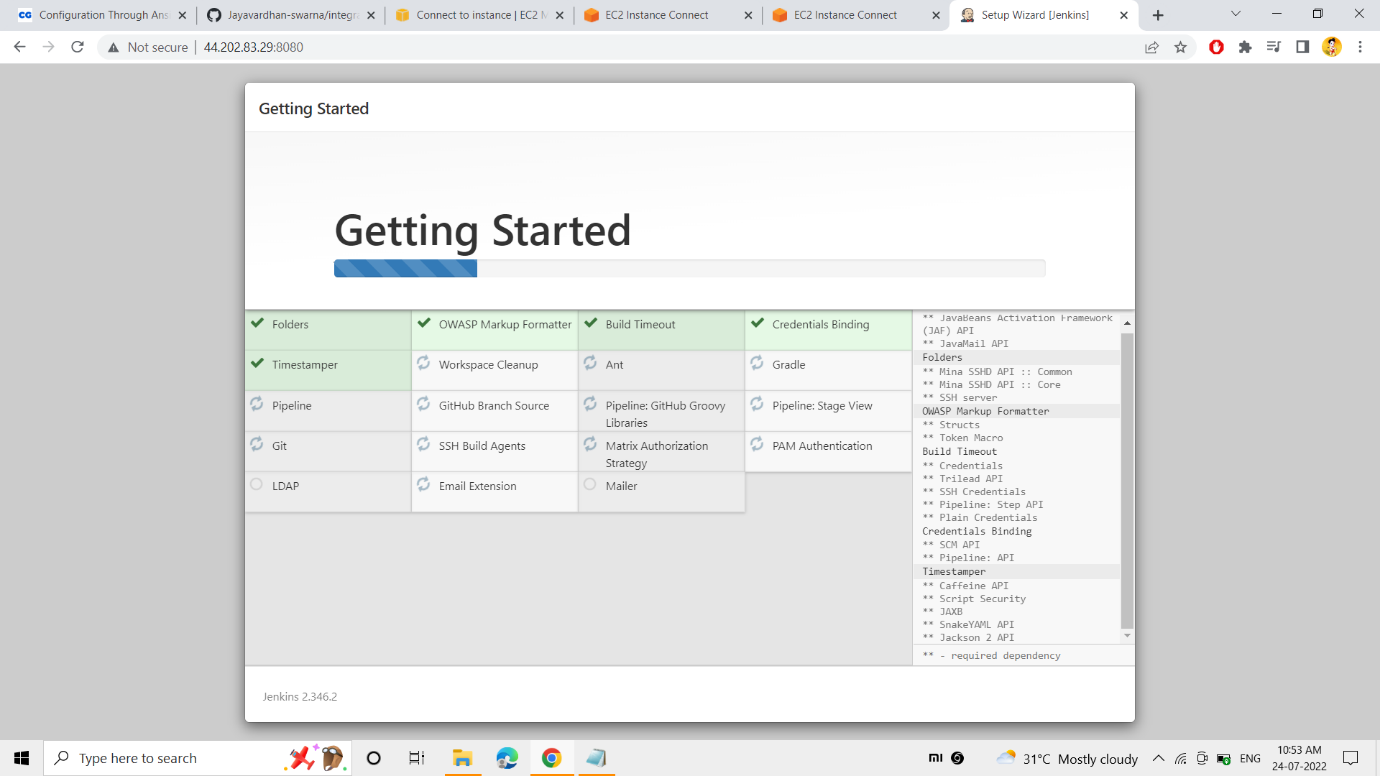 Configuration Through Ans
Jayavardhan-swarna/integra
Connect to instance | EC2 M
EC2 Instance Connect
EC2 Instance Connect
Setup Wizard [Jenkins]
Not secure
44.202.83.29:8080
Getting Started
Getting Started
Folders
OWASP Markup Formatter
Build Timeout
Credentials Binding
Timestamper
Workspace Cleanup
Ant
Gradle
Pipeline
GitHub Branch Source
Pipeline: GitHub Groovy
Libraries
Pipeline: Stage View
Git
SSH Build Agents
Matrix Authorization
Strategy
PAM Authentication
LDAP
Email Extension
Mailer
** JavaBeans Activation Framework
(JAF) API
** JavaMail API
Folders
** Mina SSHD API :: Common
** Mina SSHD API :: Core
** SSH server
OWASP Markup Formatter
** Structs
** Token Macro
Build Timeout
** Credentials
** Trilead API
** SSH Credentials
** Pipeline: Step API
** Plain Credentials
Credentials Binding
** SCM API
** Pipeline: API
Timestamper
** Caffeine API
** Script Security
** JAXB
** SnakeYAML API
** Jackson 2 API
** - required dependency
Jenkins 2.346.2
Type here to search
31°C Mostly cloudy
ENG
10:53 AM
24-07-2022